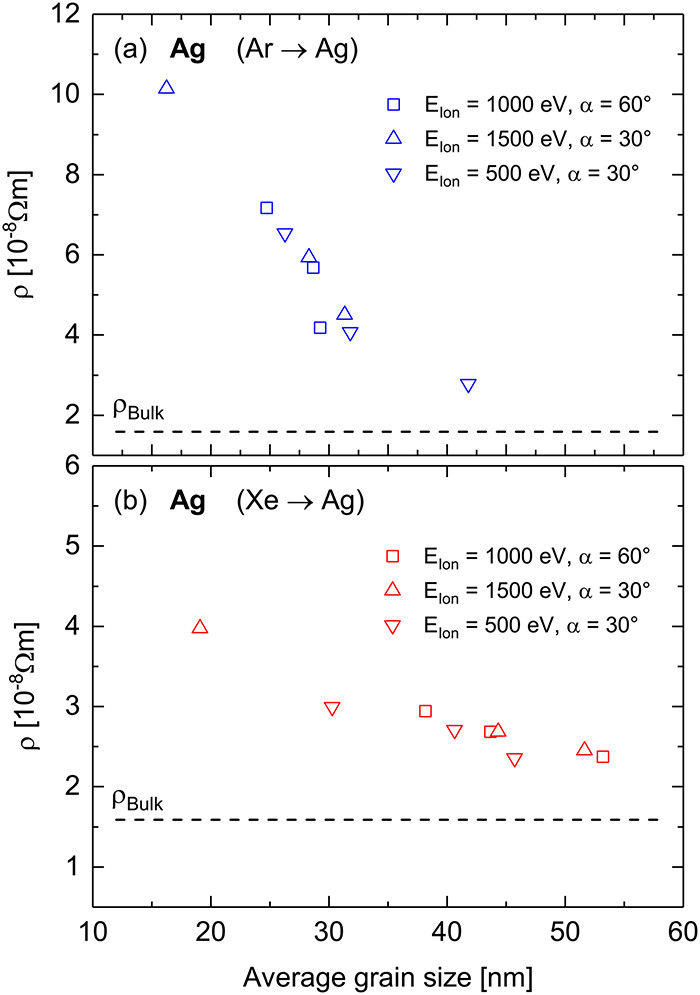 (a) Ag (Ar → Ag)
E_Ion = 1000 eV, α = 60°
E_Ion = 1500 eV, α = 30°
E_Ion = 500 eV, α = 30°
12
10
8
6
4
2
ρ [10⁻⁸Ωm]
ρ_Bulk
(b) Ag (Xe → Ag)
E_Ion = 1000 eV, α = 60°
E_Ion = 1500 eV, α = 30°
E_Ion = 500 eV, α = 30°
6
5
4
3
2
1
ρ [10⁻⁸Ωm]
ρ_Bulk
10 20 30 40 50 60
Average grain size [nm]